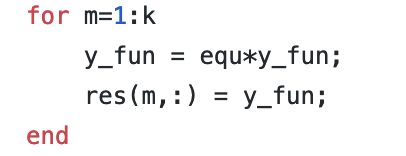 for m=1:k
    y_fun = equ*y_fun;
    res(m,:) = y_fun;
end